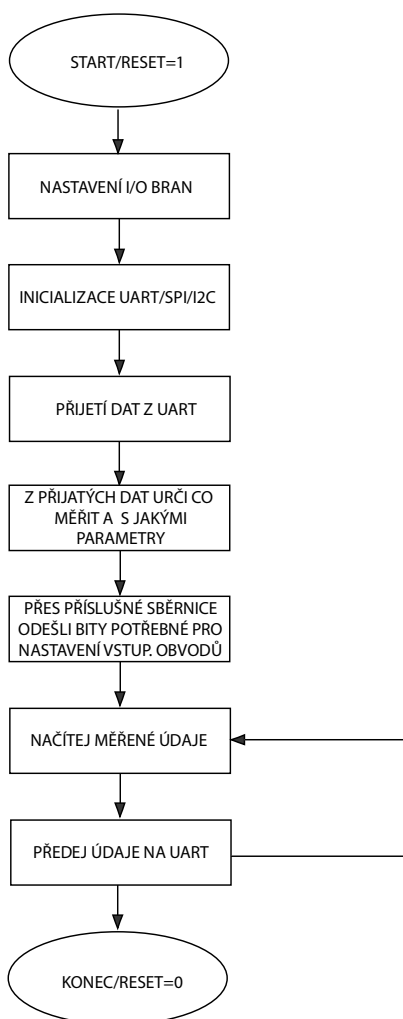 START/RESET=1
NASTAVENÍ I/O BRAN
INICIALIZACE UART/SPI/I2C
PŘIJETÍ DAT Z UART
Z PŘIJATÝCH DAT URČI CO
MĚŘIT A S JAKÝMI
PARAMETRY
PŘES PŘÍSLUŠNÉ SBĚRNICE
ODEŠLI BITY POTŘEBNÉ PRO
NASTAVENÍ VSTUP. OBVODŮ
NAČÍTEJ MĚŘENÉ ÚDAJE
PŘEDEJ ÚDAJE NA UART
KONEC/RESET=0